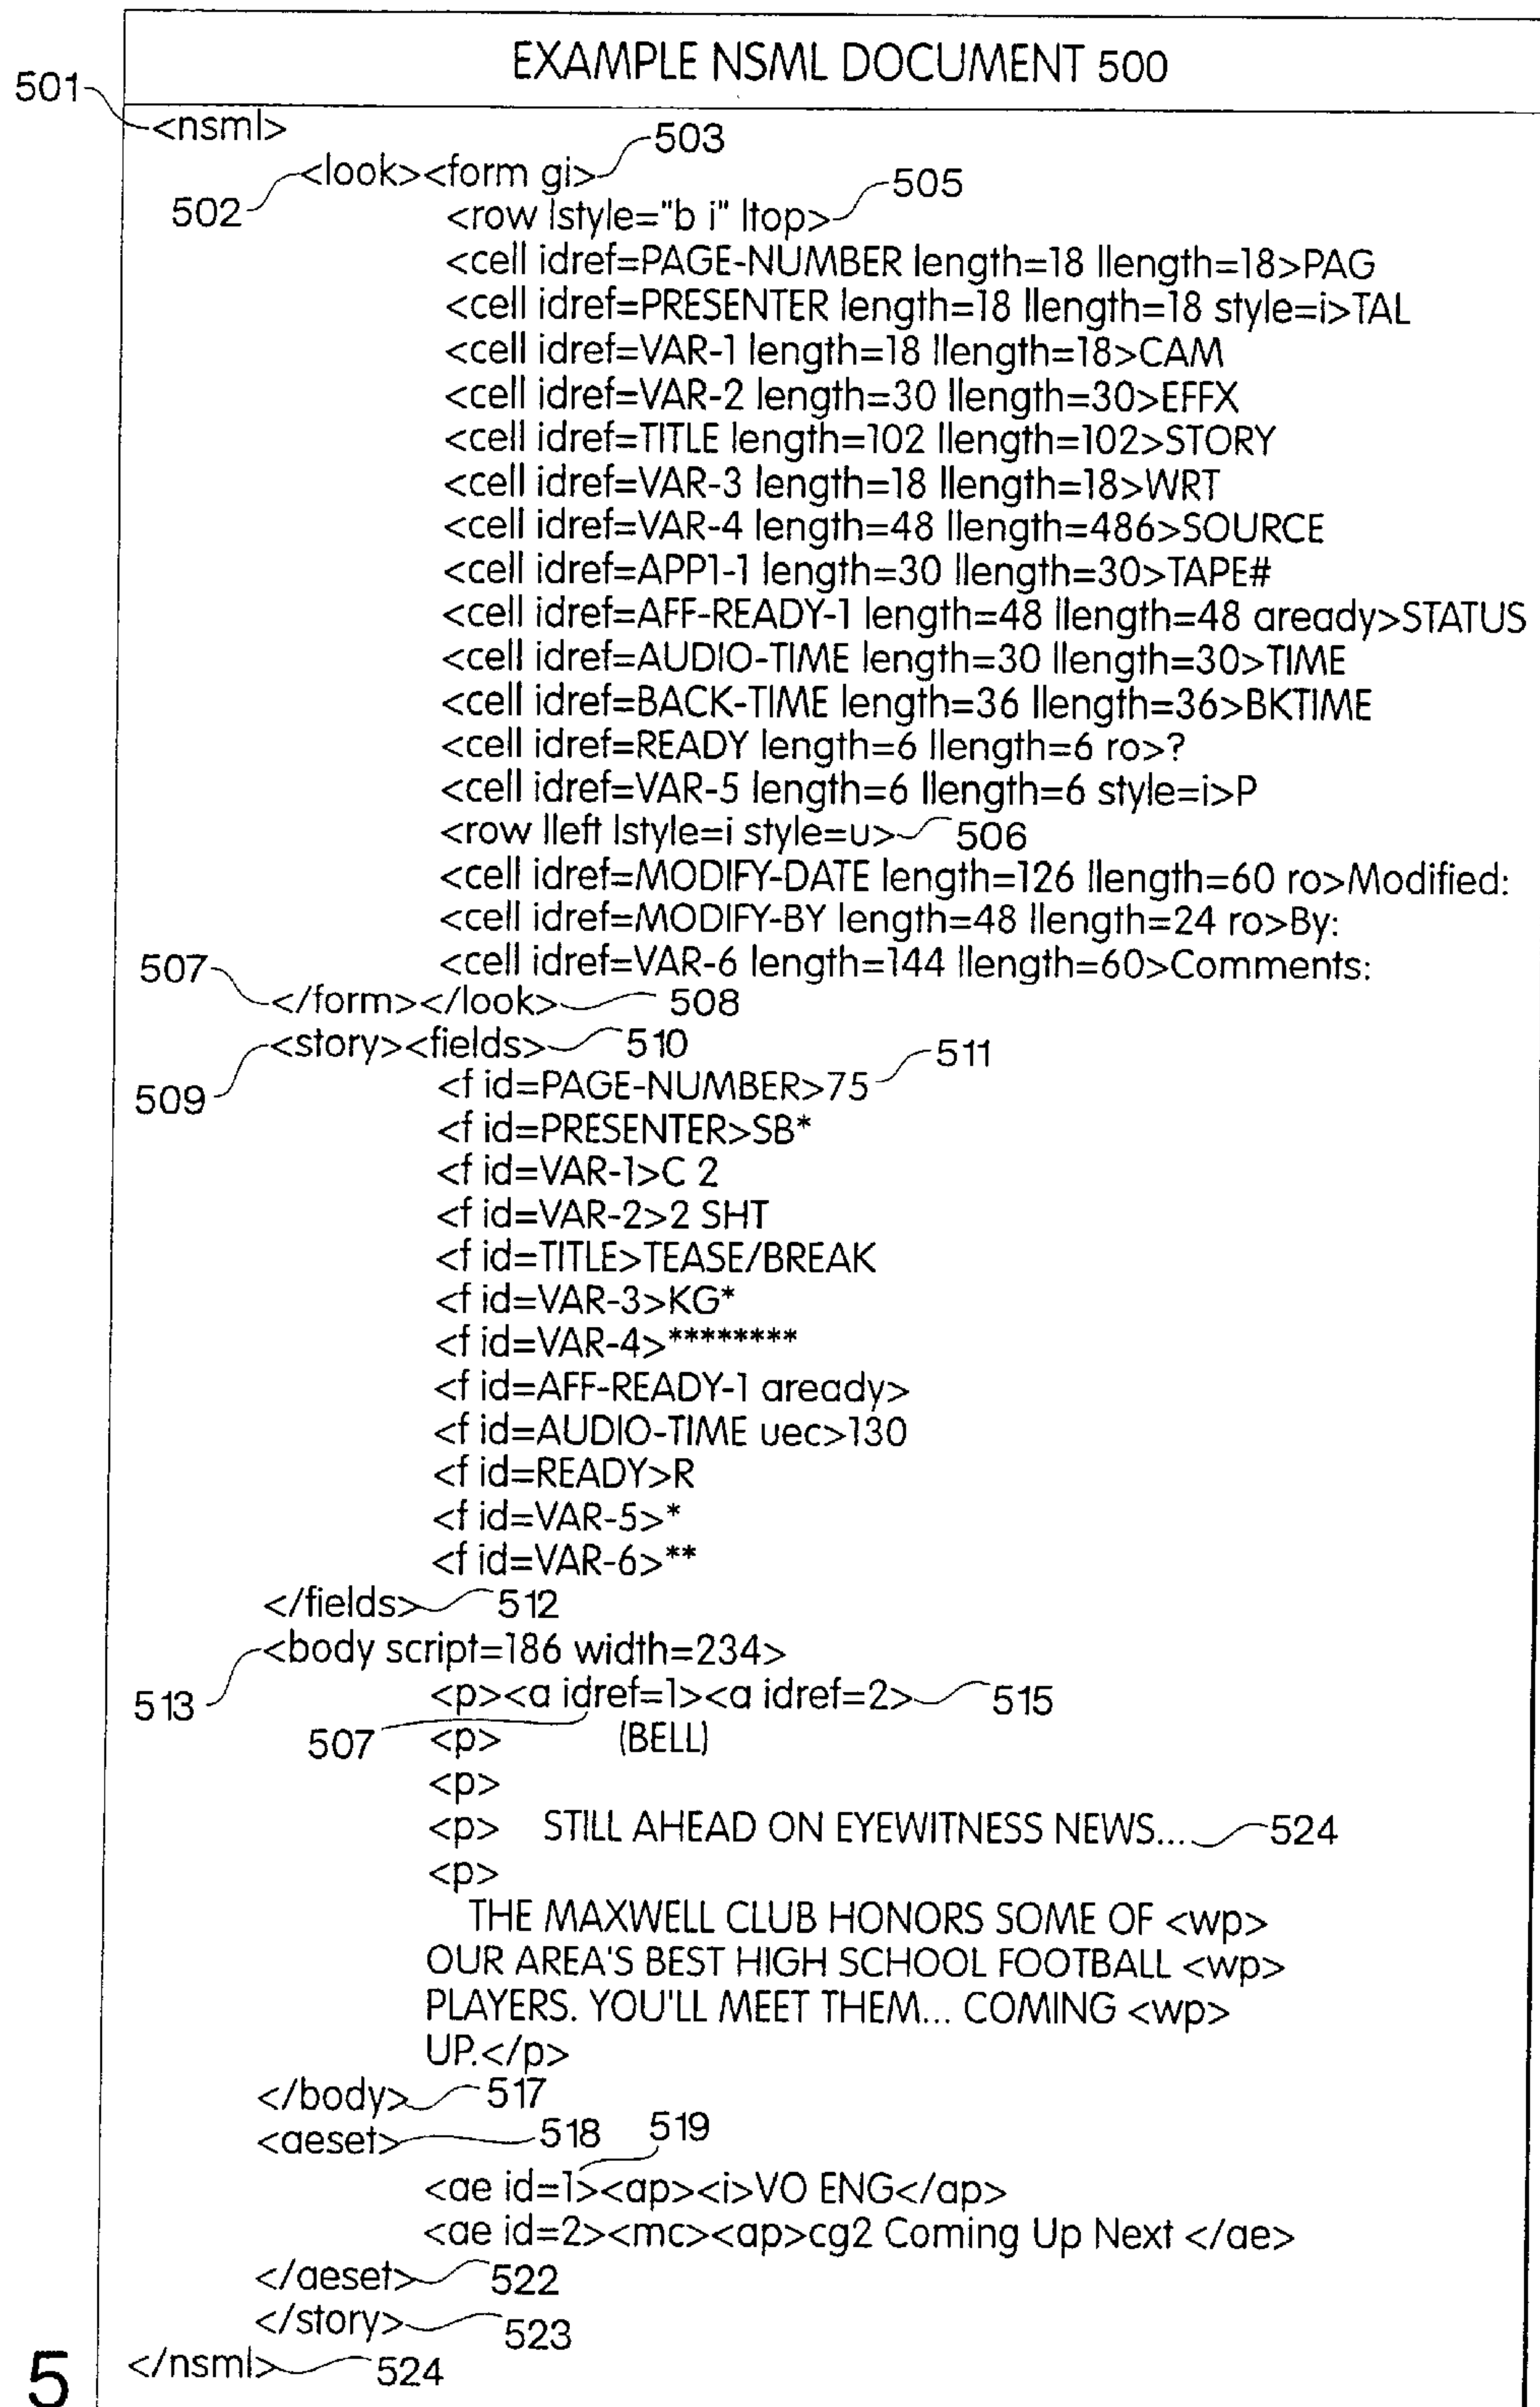 EXAMPLE NSML DOCUMENT 500
501
<nsml>
503
<look><form gi>
502
505
<row lstyle="b i" ltop>
<cell idref=PAGE-NUMBER length=18 llength=18>PAG
<cell idref=PRESENTER length=18 llength=18 style=i>TAL
<cell idref=VAR-1 length=18 llength=18>CAM
<cell idref=VAR-2 length=30 llength=30>EFFX
<cell idref=TITLE length=102 llength=102>STORY
<cell idref=VAR-3 length=18 llength=18>WRT
<cell idref=VAR-4 length=48 llength=486>SOURCE
<cell idref=APP1-1 length=30 llength=30>TAPE#
<cell idref=AFF-READY-1 length=48 llength=48 aready>STATUS
<cell idref=AUDIO-TIME length=30 llength=30>TIME
<cell idref=BACK-TIME length=36 llength=36>BKTIME
<cell idref=READY length=6 llength=6 ro>?
<cell idref=VAR-5 length=6 llength=6 style=i>P
<row lleft lstyle=i style=u> 506
<cell idref=MODIFY-DATE length=126 llength=60 ro>Modified:
<cell idref=MODIFY-BY length=48 llength=24 ro>By:
<cell idref=VAR-6 length=144 llength=60>Comments:
507
</form></look> 508
<story><fields> 510
509
511
<f id=PAGE-NUMBER>75
<f id=PRESENTER>SB*
<f id=VAR-1>C 2
<f id=VAR-2>2 SHT
<f id=TITLE>TEASE/BREAK
<f id=VAR-3>KG*
<f id=VAR-4>********
<f id=AFF-READY-1 aready>
<f id=AUDIO-TIME uec>130
<f id=READY>R
<f id=VAR-5>*
<f id=VAR-6>**
</fields> 512
<body script=186 width=234>
513
<p><a idref=1><a idref=2> 515
507 <p> (BELL)
<p>
<p> STILL AHEAD ON EYEWITNESS NEWS... 524
<p>
THE MAXWELL CLUB HONORS SOME OF <wp>
OUR AREA'S BEST HIGH SCHOOL FOOTBALL <wp>
PLAYERS. YOU'LL MEET THEM... COMING <wp>
UP.</p>
</body> 517
<aeset> 518 519
<ae id=1><ap><i>VO ENG</ap>
<ae id=2><mc><ap>cg2 Coming Up Next </ae>
</aeset> 522
</story> 523
</nsml> 524
5